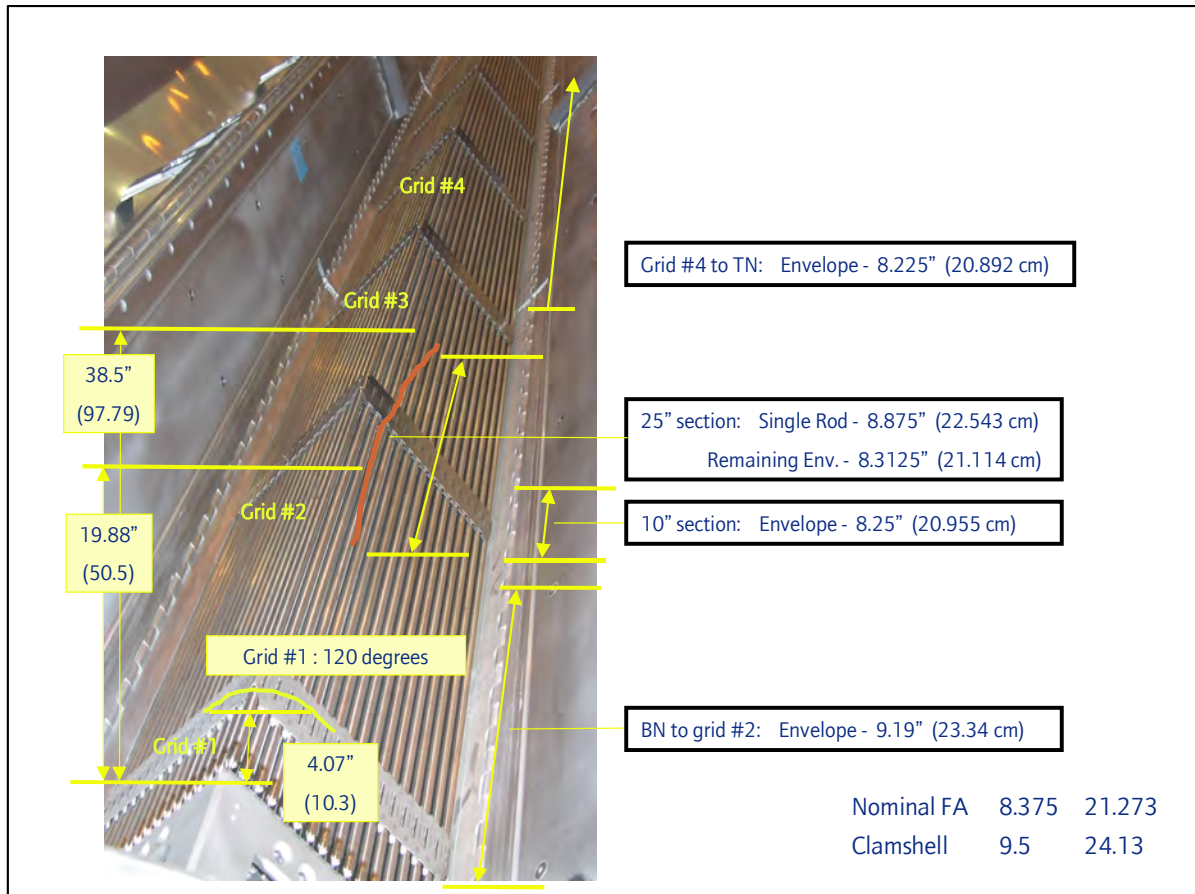 Grid #4
Grid #4 to TN: Envelope - 8.225” (20.892 cm)
Grid #3
38.5”
(97.79)
25” section: Single Rod - 8.875” (22.543 cm)
Remaining Env. - 8.3125” (21.114 cm)
Grid #2
10” section: Envelope - 8.25” (20.955 cm)
19.88”
(50.5)
Grid #1 : 120 degrees
BN to grid #2: Envelope - 9.19” (23.34 cm)
Grid #1
4.07”
(10.3)
Nominal FA 8.375 21.273
Clamshell 9.5 24.13